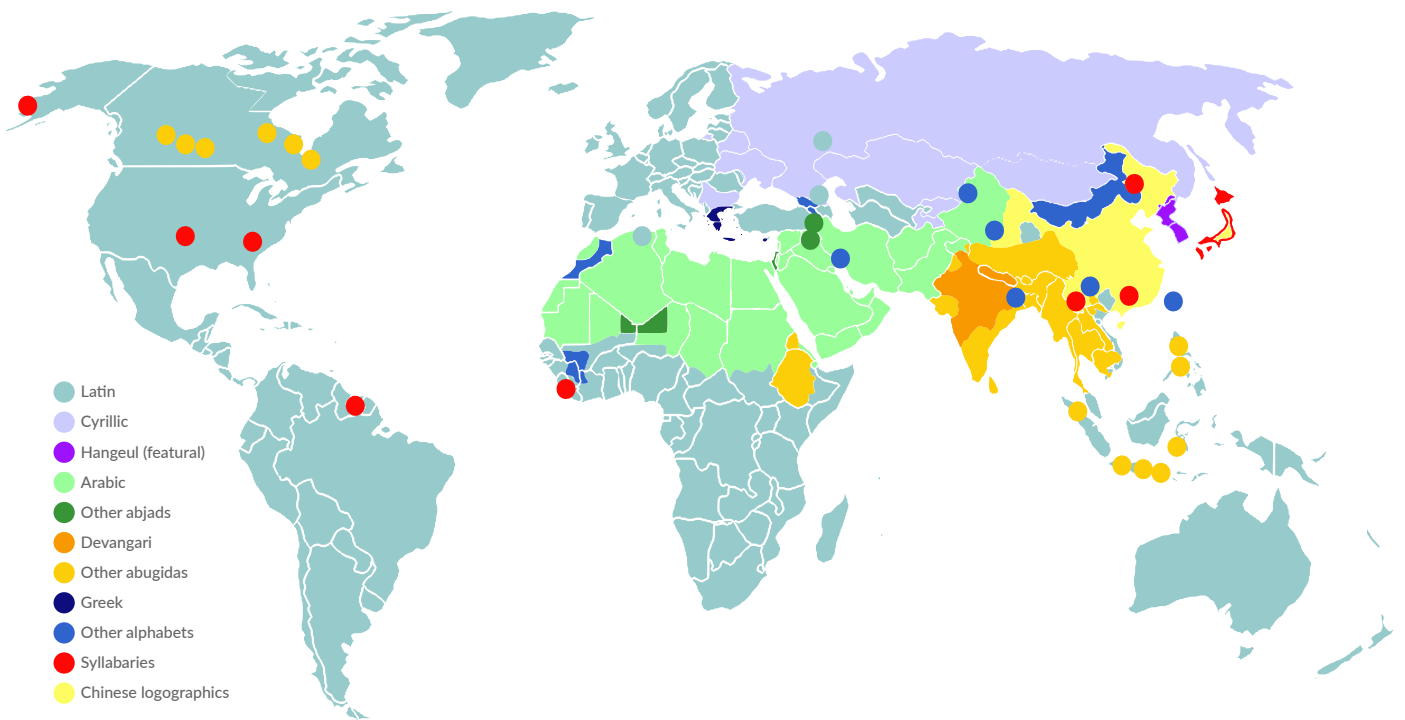 Latin
Cyrillic
Hangeul (featural)
Arabic
Other abjads
Devangari
Other abugidas
Greek
Other alphabets
Syllabaries
Chinese logographics